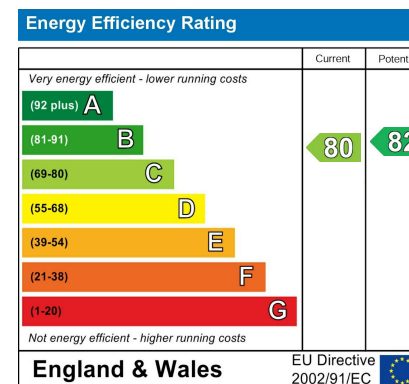 Energy Efficiency Rating
Current Potent
Very energy efficient - lower running costs
(92 plus) A
(81-91) B
(69-80) C
(55-68) D
(39-54) E
(21-38) F
(1-20) G
80
82
Not energy efficient - higher running costs
England & Wales
EU Directive
2002/91/EC